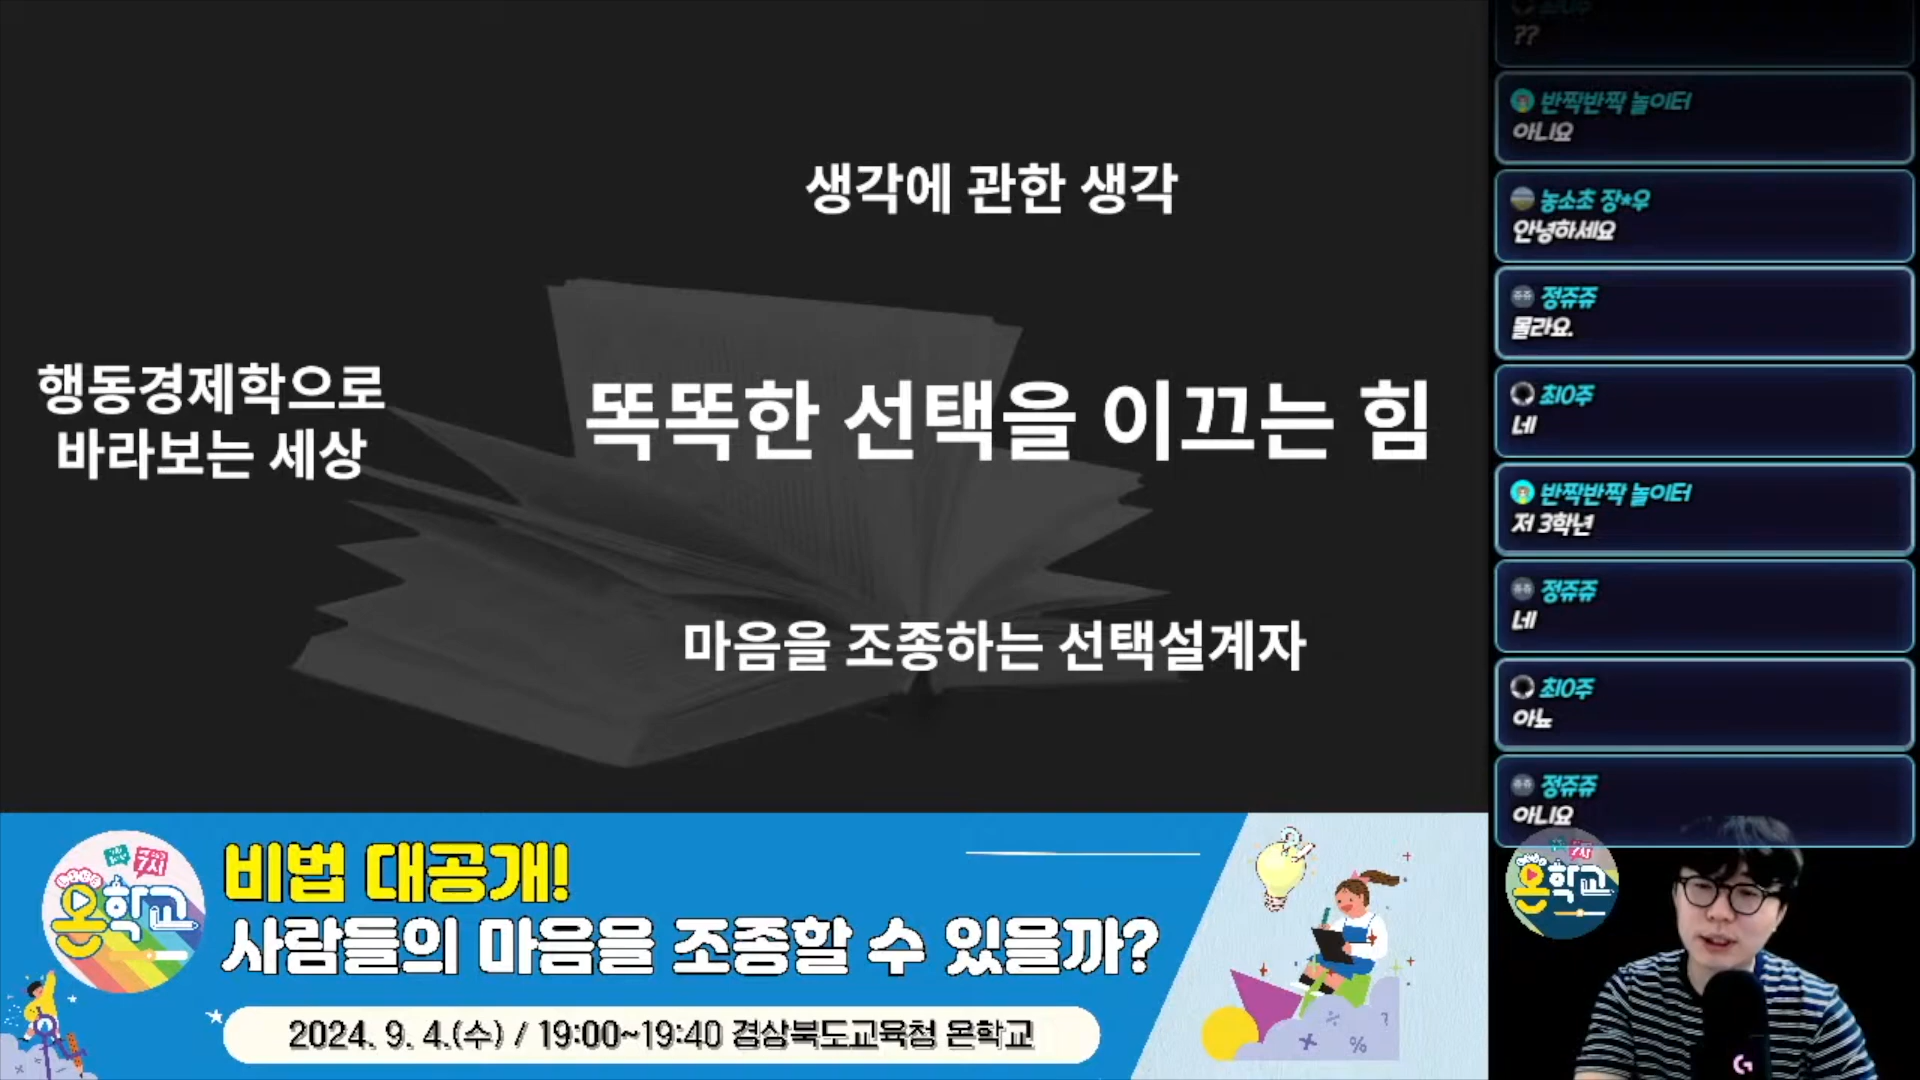 생각에 관한 생각
행동경제학으로
바라보는 세상
똑똑한 선택을 이끄는 힘
마음을 조종하는 선택설계자
온학교
비법 대공개!
사람들의 마음을 조종할 수 있을까?
2024. 9. 4.(수) / 19:00~19:40 경상북도교육청 온학교
??
반짝반짝 놀이터
아니요
농소초 장*우
안녕하세요
정쥬쥬
몰라요.
최0주
네
반짝반짝 놀이터
저 3학년
정쥬쥬
네
최0주
아뇨
정쥬쥬
아니요
온학교